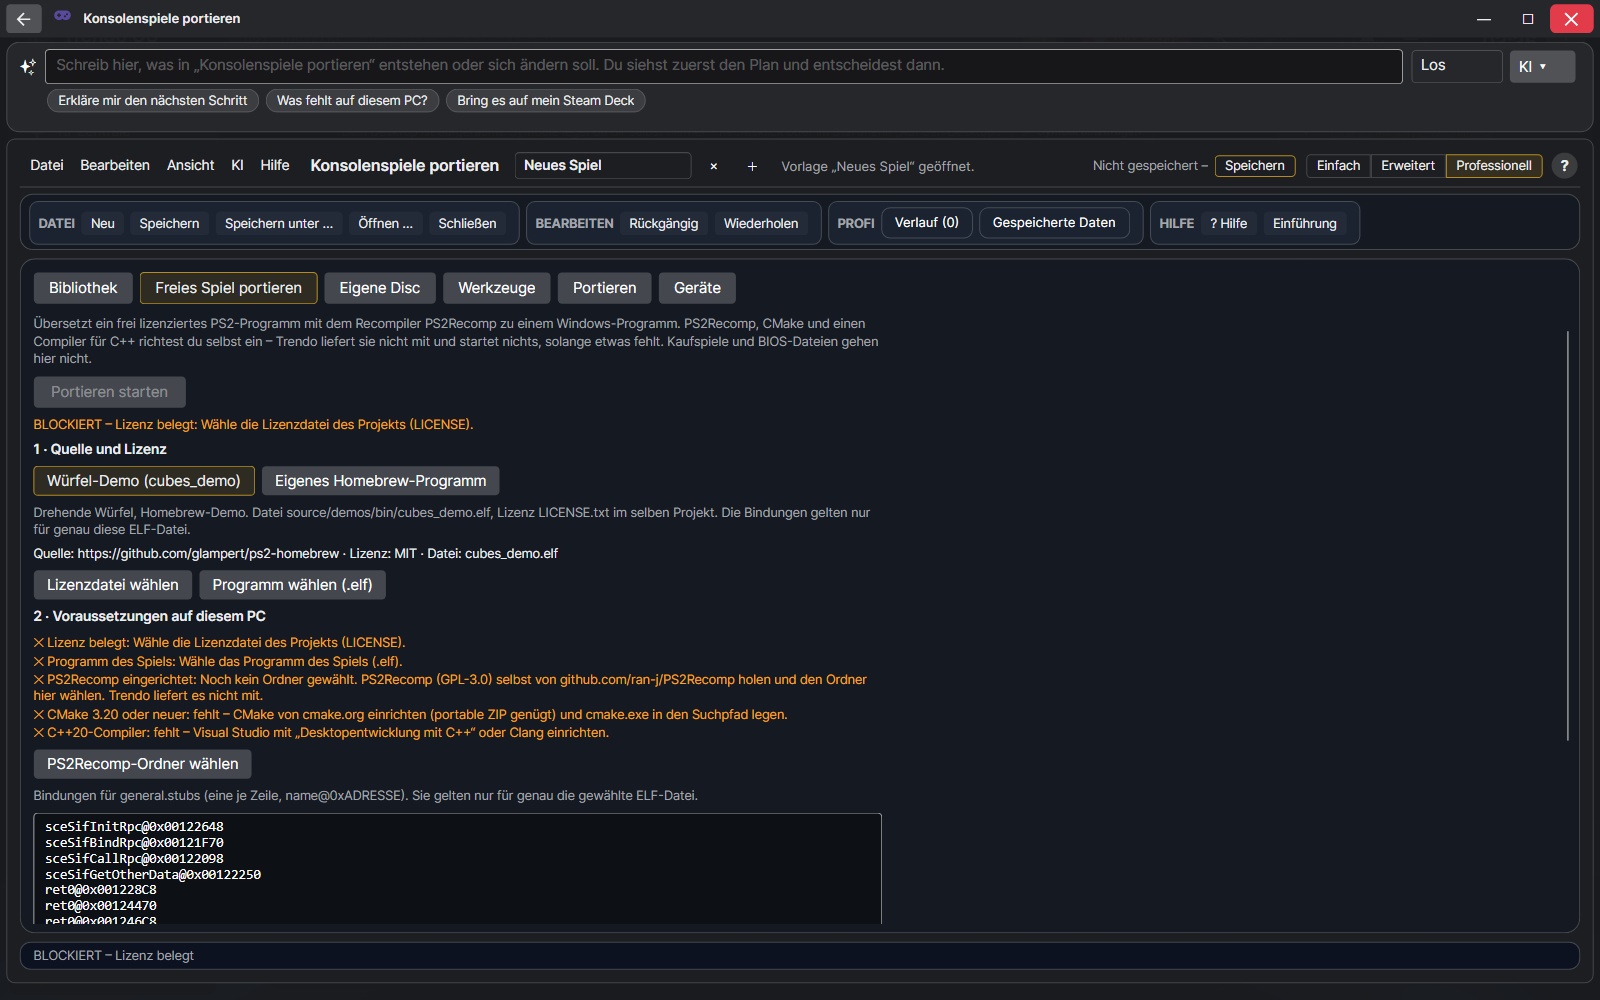 Konsolenspiele portieren
Schreib hier, was in „Konsolenspiele portieren“ entstehen oder sich ändern soll. Du siehst zuerst den Plan und entscheidest dann.
Los
KI ▾
Erkläre mir den nächsten Schritt
Was fehlt auf diesem PC?
Bring es auf mein Steam Deck
Datei Bearbeiten Ansicht KI Hilfe Konsolenspiele portieren Neues Spiel × + Vorlage „Neues Spiel“ geöffnet. Nicht gespeichert – Speichern Einfach Erweitert Professionell ?
DATEI Neu Speichern Speichern unter ... Öffnen ... Schließen BEARBEITEN Rückgängig Wiederholen PROFI Verlauf (0) Gespeicherte Daten HILFE ? Hilfe Einführung
Bibliothek Freies Spiel portieren Eigene Disc Werkzeuge Portieren Geräte
Übersetzt ein frei lizenziertes PS2-Programm mit dem Recompiler PS2Recomp zu einem Windows-Programm. PS2Recomp, CMake und einen
Compiler für C++ richtest du selbst ein – Trendo liefert sie nicht mit und startet nichts, solange etwas fehlt. Kaufspiele und BIOS-Dateien gehen
hier nicht.
Portieren starten
BLOCKIERT – Lizenz belegt: Wähle die Lizenzdatei des Projekts (LICENSE).
1 · Quelle und Lizenz
Würfel-Demo (cubes_demo) Eigenes Homebrew-Programm
Drehende Würfel, Homebrew-Demo. Datei source/demos/bin/cubes_demo.elf, Lizenz LICENSE.txt im selben Projekt. Die Bindungen gelten nur
für genau diese ELF-Datei.
Quelle: https://github.com/glampert/ps2-homebrew · Lizenz: MIT · Datei: cubes_demo.elf
Lizenzdatei wählen Programm wählen (.elf)
2 · Voraussetzungen auf diesem PC
✕ Lizenz belegt: Wähle die Lizenzdatei des Projekts (LICENSE).
✕ Programm des Spiels: Wähle das Programm des Spiels (.elf).
✕ PS2Recomp eingerichtet: Noch kein Ordner gewählt. PS2Recomp (GPL-3.0) selbst von github.com/ran-j/PS2Recomp holen und den Ordner
hier wählen. Trendo liefert es nicht mit.
✕ CMake 3.20 oder neuer: fehlt – CMake von cmake.org einrichten (portable ZIP genügt) und cmake.exe in den Suchpfad legen.
✕ C++20-Compiler: fehlt – Visual Studio mit „Desktopentwicklung mit C++“ oder Clang einrichten.
PS2Recomp-Ordner wählen
Bindungen für general.stubs (eine je Zeile, name@0xADRESSE). Sie gelten nur für genau die gewählte ELF-Datei.
sceSifInitRpc@0x00122648
sceSifBindRpc@0x00121F70
sceSifCallRpc@0x00122098
sceSifGetOtherData@0x00122250
ret0@0x001228C8
ret0@0x00124470
ret0@0x001246C8
BLOCKIERT – Lizenz belegt